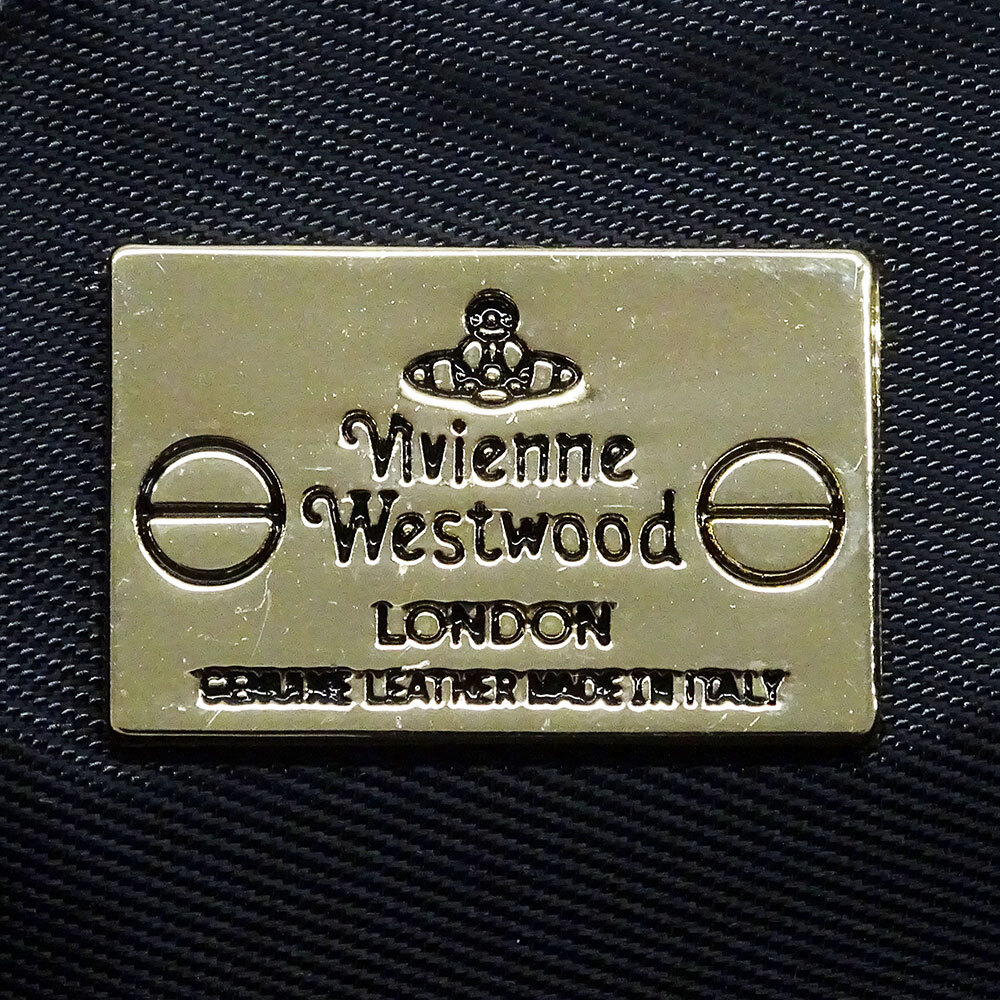 Vivienne
Westwood
LONDON
GENUINE LEATHER MADE IN ITALY